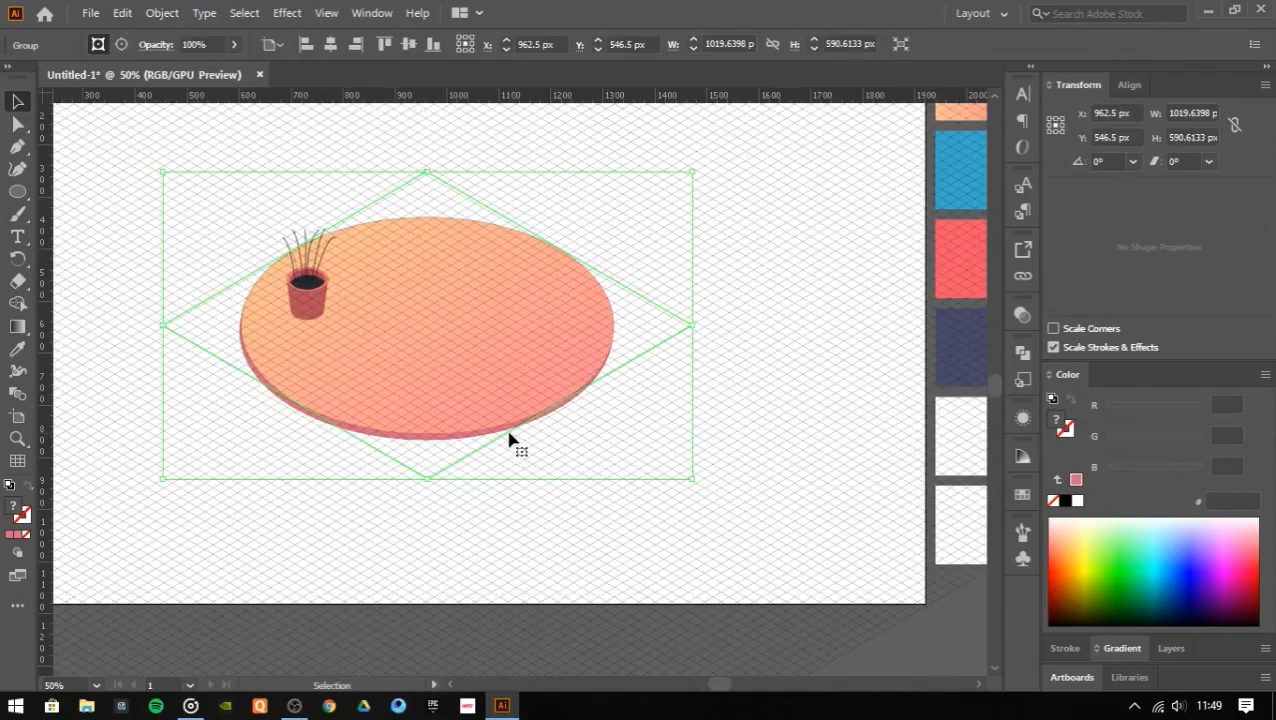 Ai File Edit Object Type Select Effect View Window Help Layout Search Adobe Stock
Group Opacity: 100% X: 962.5 px Y: 546.5 px W: 1019.6398 p H: 590.6133 px
Untitled-1* @ 50% (RGB/GPU Preview)
300 400 500 600 700 800 900 1000 1100 1200 1300 1400 1500 1600 1700 1800 1900 2000
Transform Align
X: 962.5 px W: 1019.6398 p
Y: 546.5 px H: 590.6133 px
0° 0°
No Shape Properties
Scale Corners
Scale Strokes & Effects
Color
R
G
B
#
Stroke Gradient Layers
Artboards Libraries
50% 1 Selection
EPIC
Ai
11:49